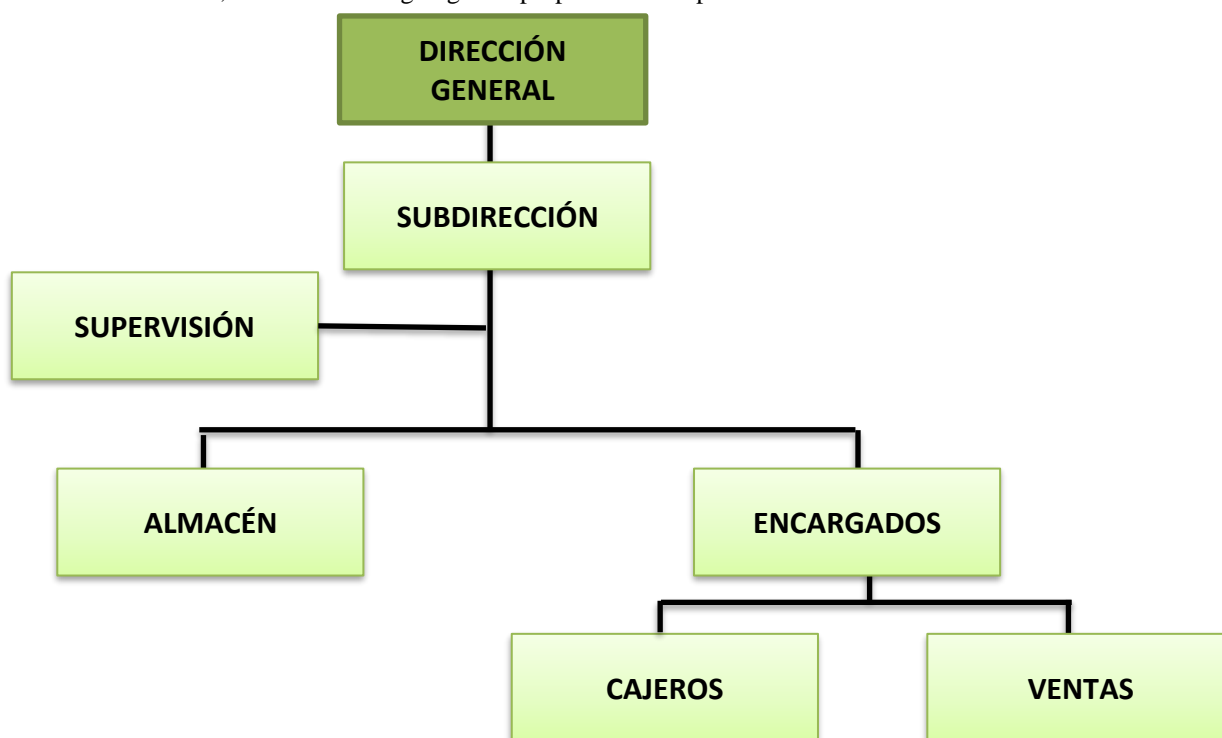 DIRECCIÓN
GENERAL
SUBDIRECCIÓN
SUPERVISIÓN
ALMACÉN
ENCARGADOS
CAJEROS
VENTAS